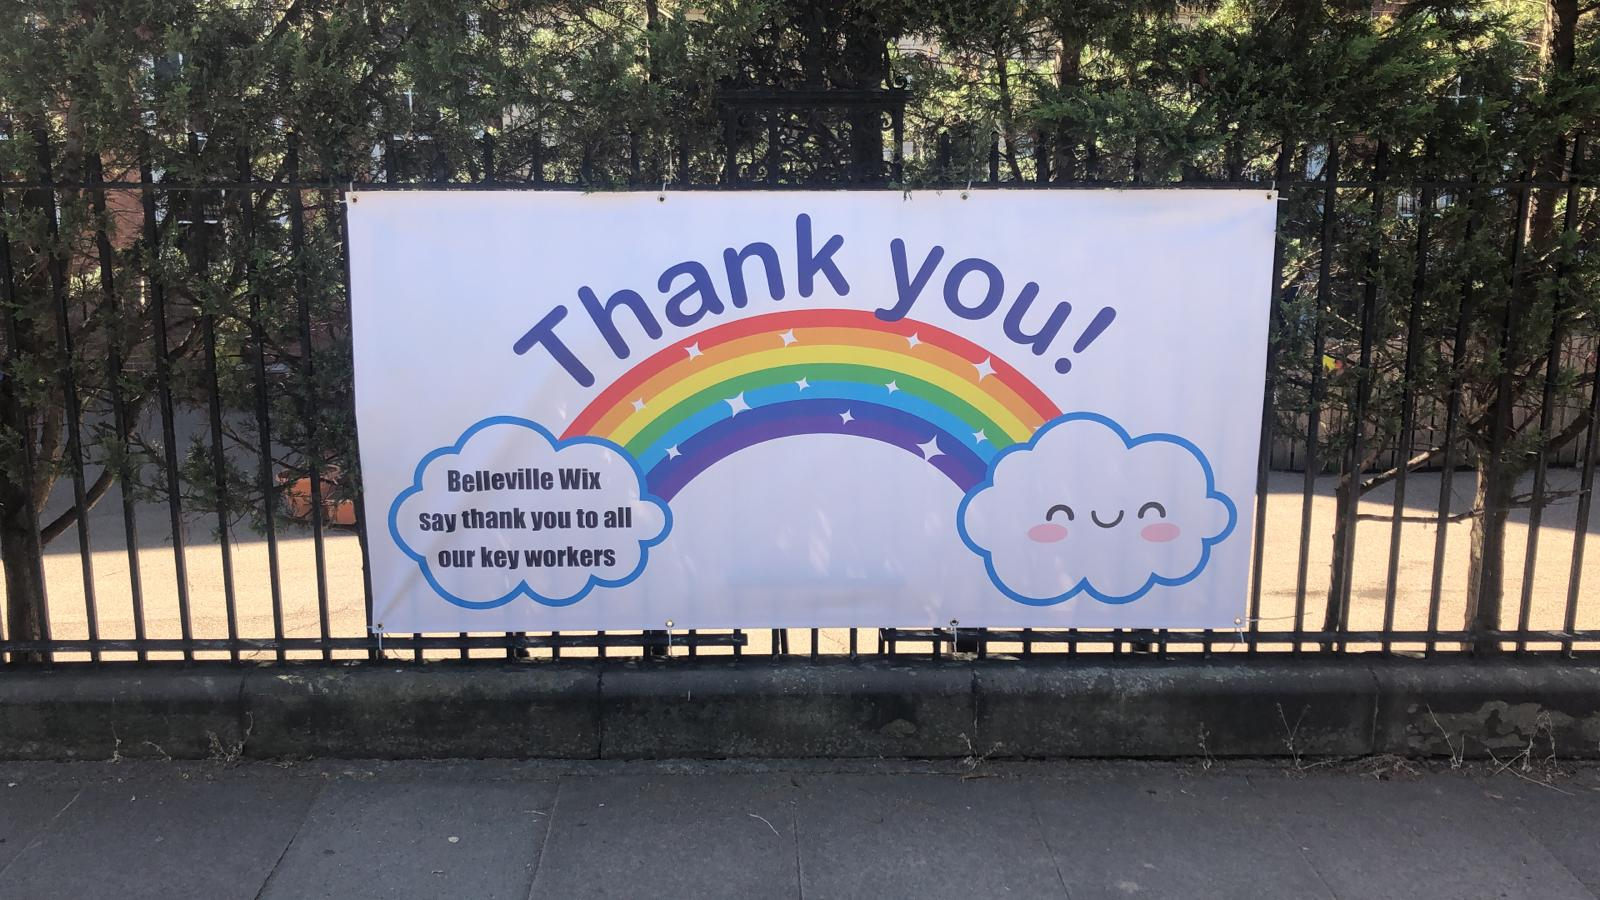 Thank you!
Belleville Wix
say thank you to all
our key workers